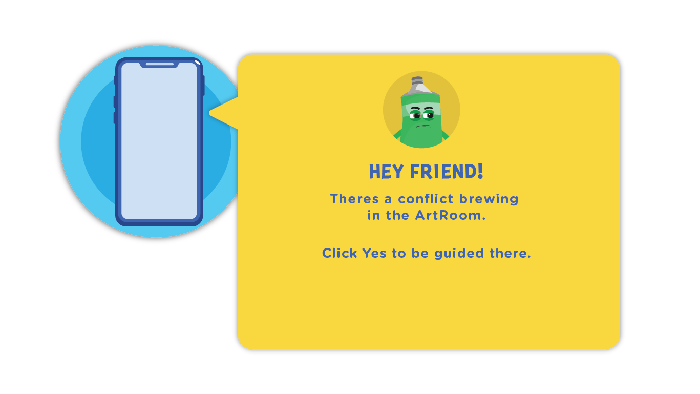 HEY FRIEND!
Theres a conflict brewing
in the ArtRoom.
Click Yes to be guided there.